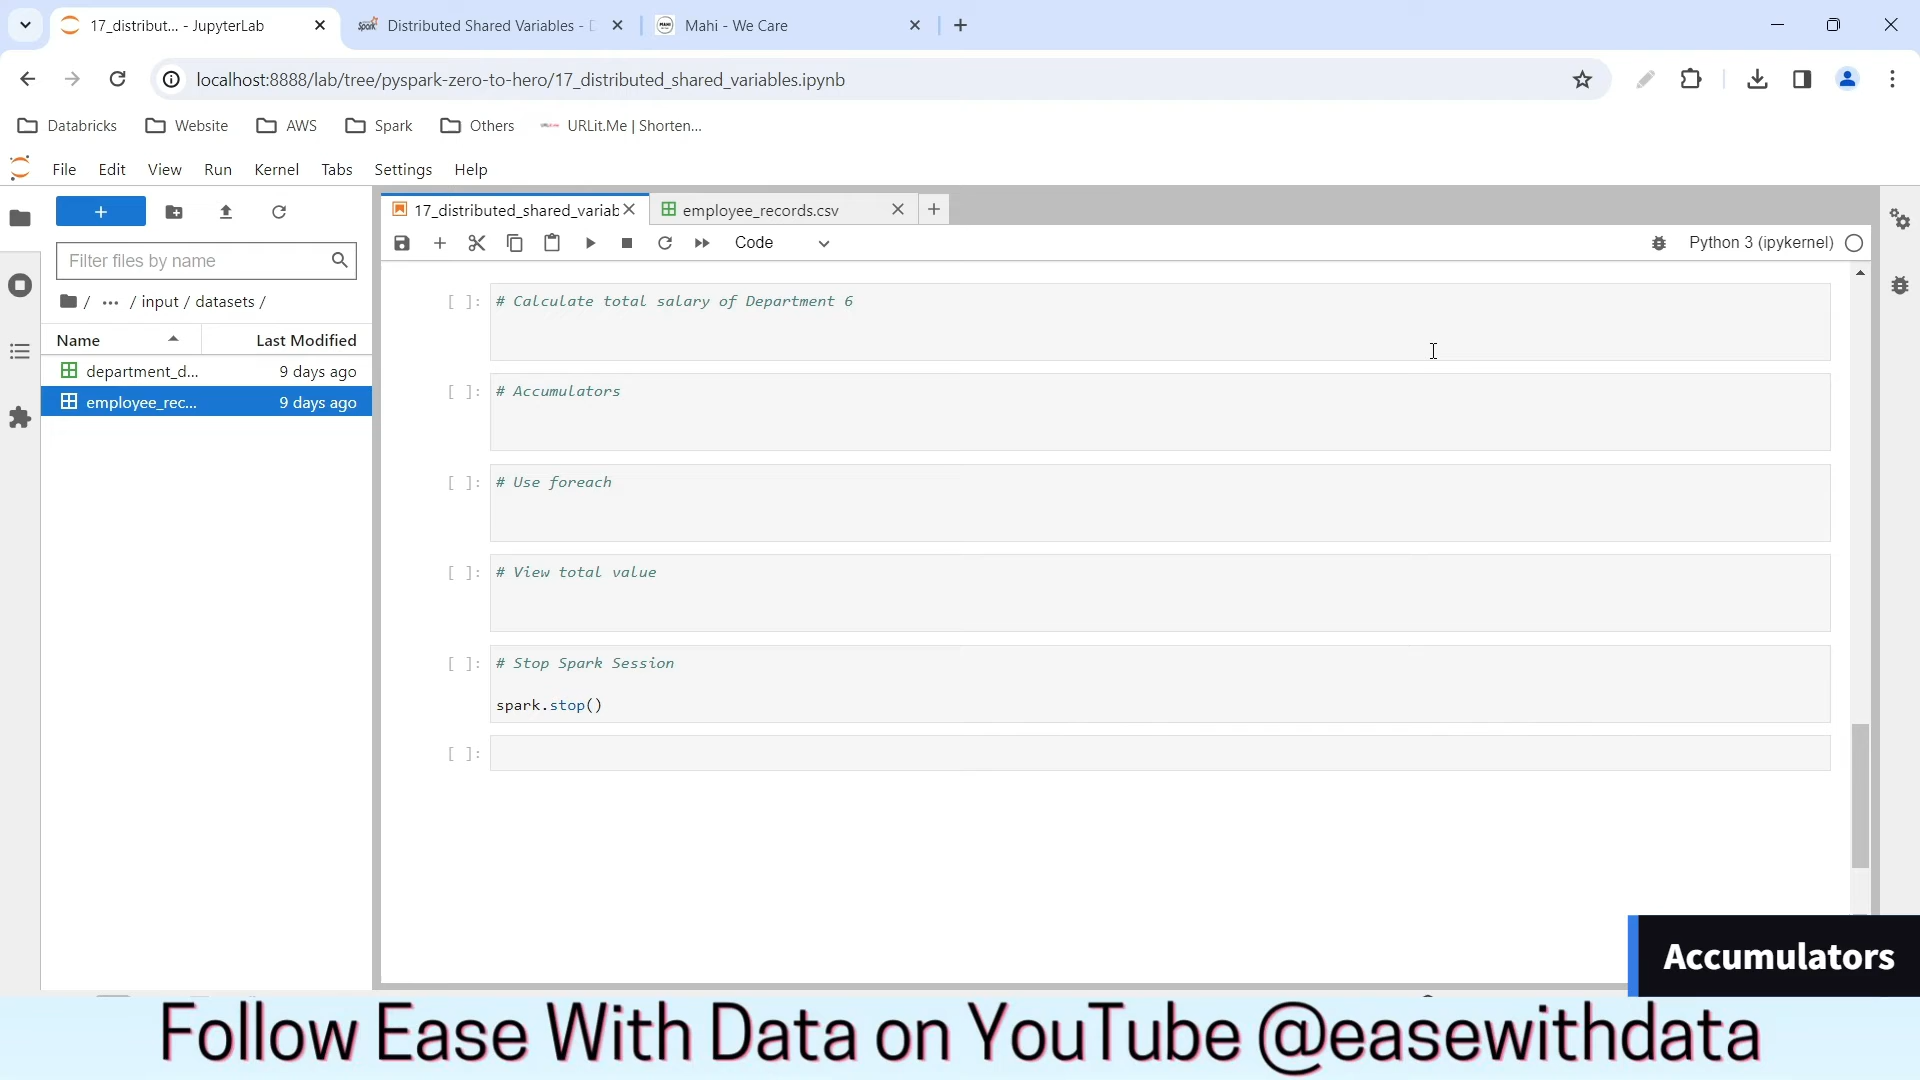 17_distribut... - JupyterLab
Distributed Shared Variables - D
Mahi - We Care
localhost:8888/lab/tree/pyspark-zero-to-hero/17_distributed_shared_variables.ipynb
Databricks
Website
AWS
Spark
Others
URLit.Me | Shorten...
File
Edit
View
Run
Kernel
Tabs
Settings
Help
17_distributed_shared_variab
employee_records.csv
Code
Python 3 (ipykernel)
Filter files by name
/ ... / input / datasets /
Name
Last Modified
department_d...
9 days ago
employee_rec...
9 days ago
[ ]: # Calculate total salary of Department 6
[ ]: # Accumulators
[ ]: # Use foreach
[ ]: # View total value
[ ]: # Stop Spark Session
spark.stop()
[ ]:
Accumulators
Follow Ease With Data on YouTube @easewithdata